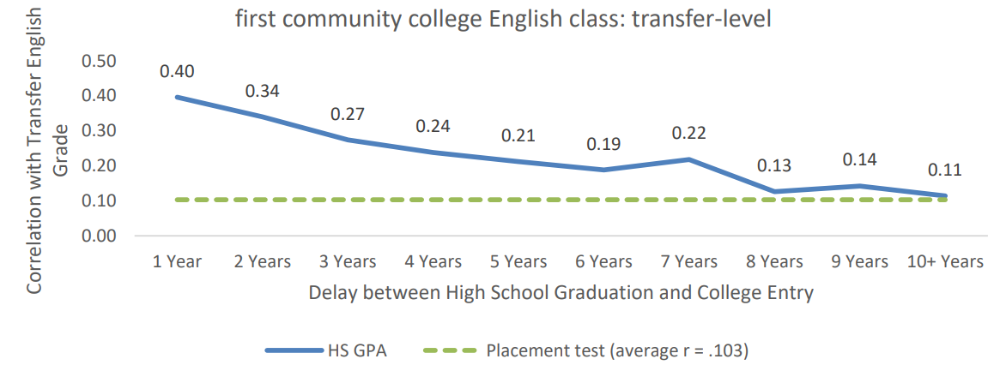 first community college English class: transfer-level
Correlation with Transfer English
Grade
0.50
0.40
0.30
0.20
0.10
0.00
0.40
0.34
0.27
0.24
0.21
0.19
0.22
0.13
0.14
0.11
1 Year
2 Years
3 Years
4 Years
5 Years
6 Years
7 Years
8 Years
9 Years
10+ Years
Delay between High School Graduation and College Entry
HS GPA
Placement test (average r = .103)